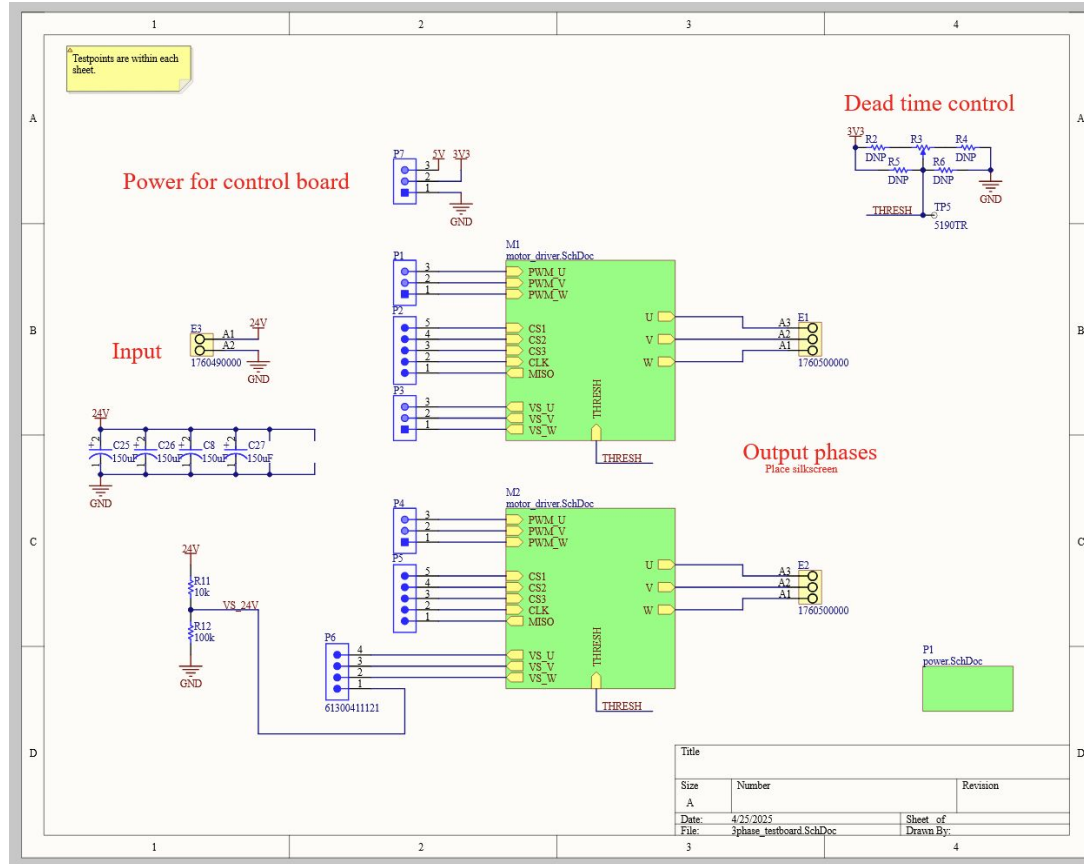 1 2 3 4
Testpoints are within each
sheet.
A A
Dead time control
3V3
R2 R3 R4
DNP DNP
R5 R6
DNP DNP
GND
THRESH TP5
5190TR
Power for control board
P7
5V 3V3
3
2
1
GND
M1
motor_driver.SchDoc
P1
3 PWM_U
2 PWM_V
1 PWM_W
P2
5 CS1
4 CS2
3 CS3
2 CLK
1 MISO
P3
3 VS_U
2 VS_V
1 VS_W
THRESH
THRESH
U
V
W
E1
A3
A2
A1
1760500000
B B
Input
E3
24V
A1
A2
1760490000
GND
24V
+ 2 + 2 + 2 + 2
C25 C26 C8 C27
150uF 150uF 150uF 150uF
1 1 1 1
GND
Output phases
Place silkscreen
M2
motor_driver.SchDoc
P4
3 PWM_U
2 PWM_V
1 PWM_W
P5
5 CS1
4 CS2
3 CS3
2 CLK
1 MISO
C C
U
V
W
E2
A3
A2
A1
1760500000
24V
R11
10k
VS_24V
R12
100k
GND
P6
4 VS_U
3 VS_V
2 VS_W
1
61300411121
THRESH
THRESH
P1
power.SchDoc
D D
Title
Size Number Revision
A
Date: 4/25/2025 Sheet of
File: 3phase_testboard.SchDoc Drawn By:
1 2 3 4